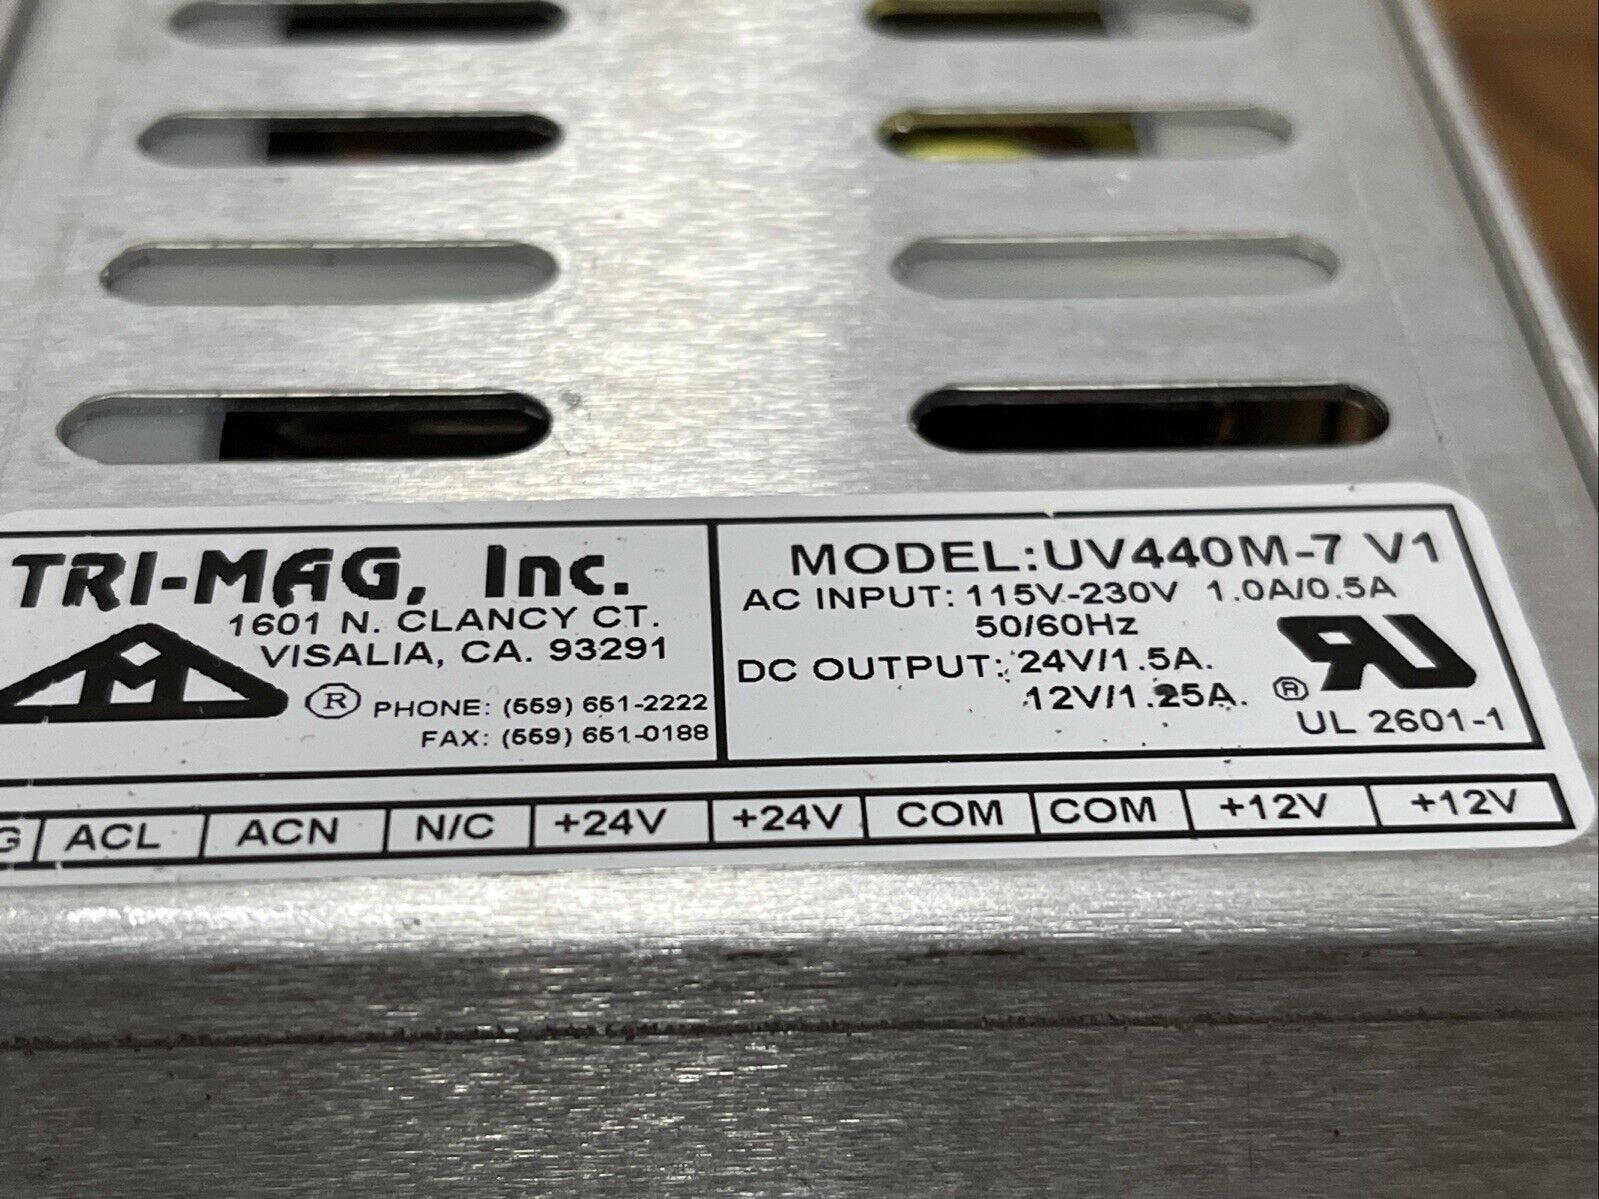 TRI-MAG, Inc.
1601 N. CLANCY CT.
VISALIA, CA. 93291
® PHONE: (559) 651-2222
FAX: (559) 651-0188
MODEL:UV440M-7 V1
AC INPUT: 115V-230V 1.0A/0.5A
50/60Hz
DC OUTPUT: 24V/1.5A.
12V/1.25A.
®
UL 2601-1
G ACL ACN N/C +24V +24V COM COM +12V +12V